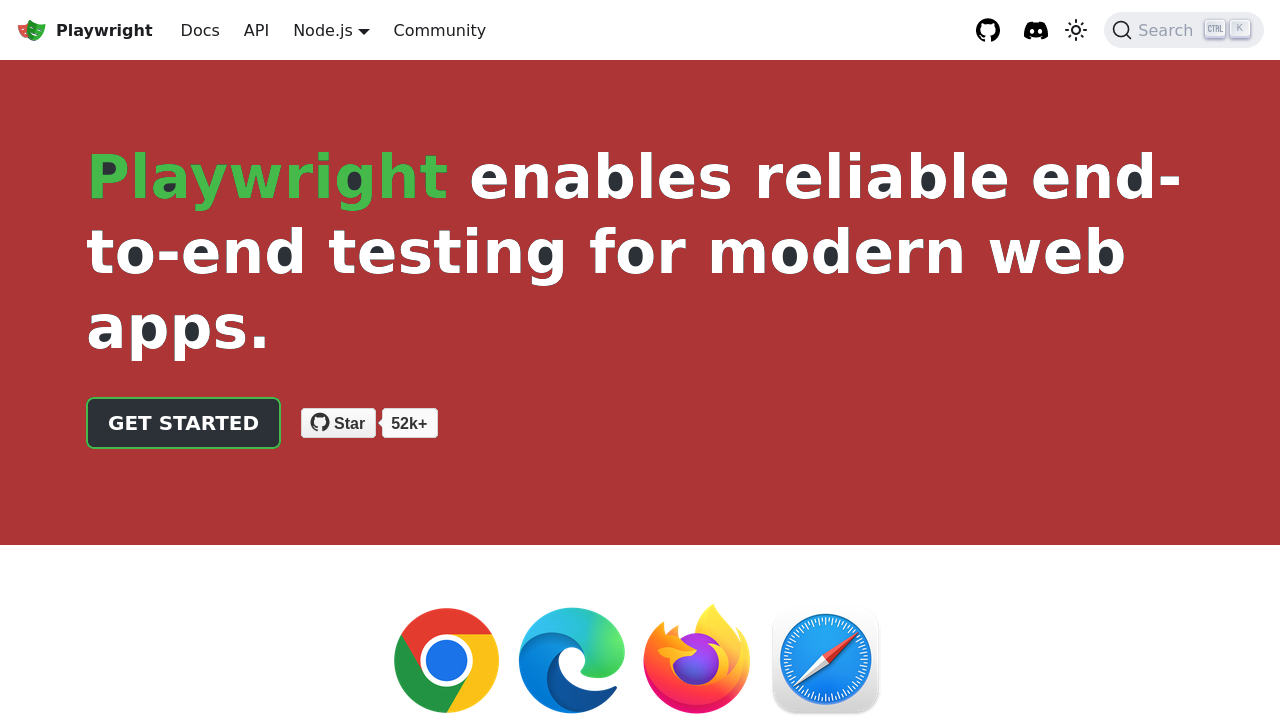 Playwright Docs API Node.js Community Search CTRL K
Playwright enables reliable end-
to-end testing for modern web
apps.
GET STARTED Star 52k+